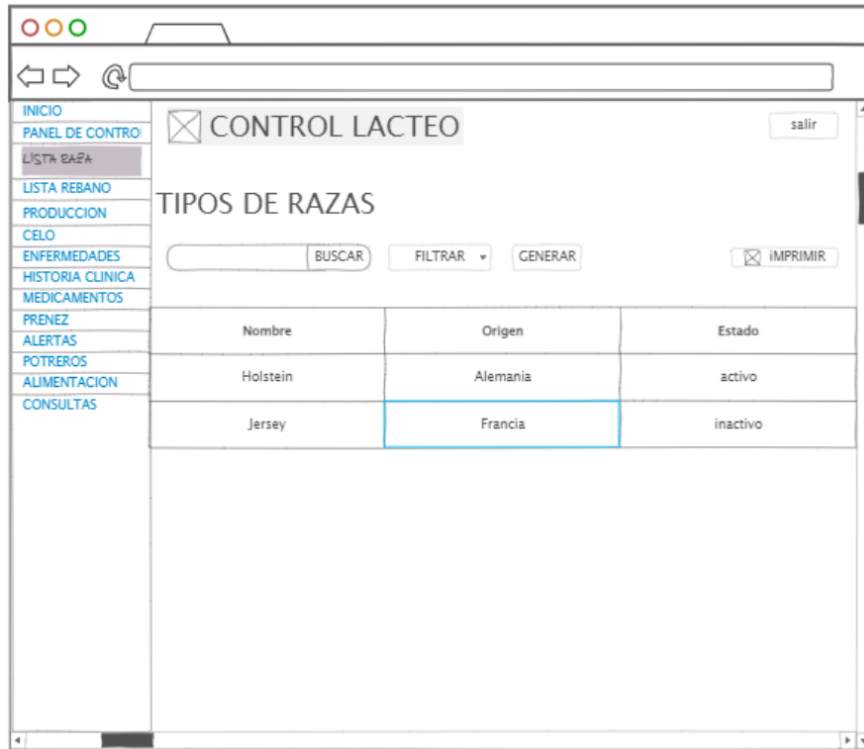 INICIO
PANEL DE CONTRO
LISTA RAZA
LISTA REBANO
PRODUCCION
CELO
ENFERMEDADES
HISTORIA CLINICA
MEDICAMENTOS
PRENEZ
ALERTAS
POTREROS
ALIMENTACION
CONSULTAS
CONTROL LACTEO
salir
TIPOS DE RAZAS
BUSCAR FILTRAR GENERAR iMPRIMIR
Nombre Origen Estado
Holstein Alemania activo
Jersey Francia inactivo